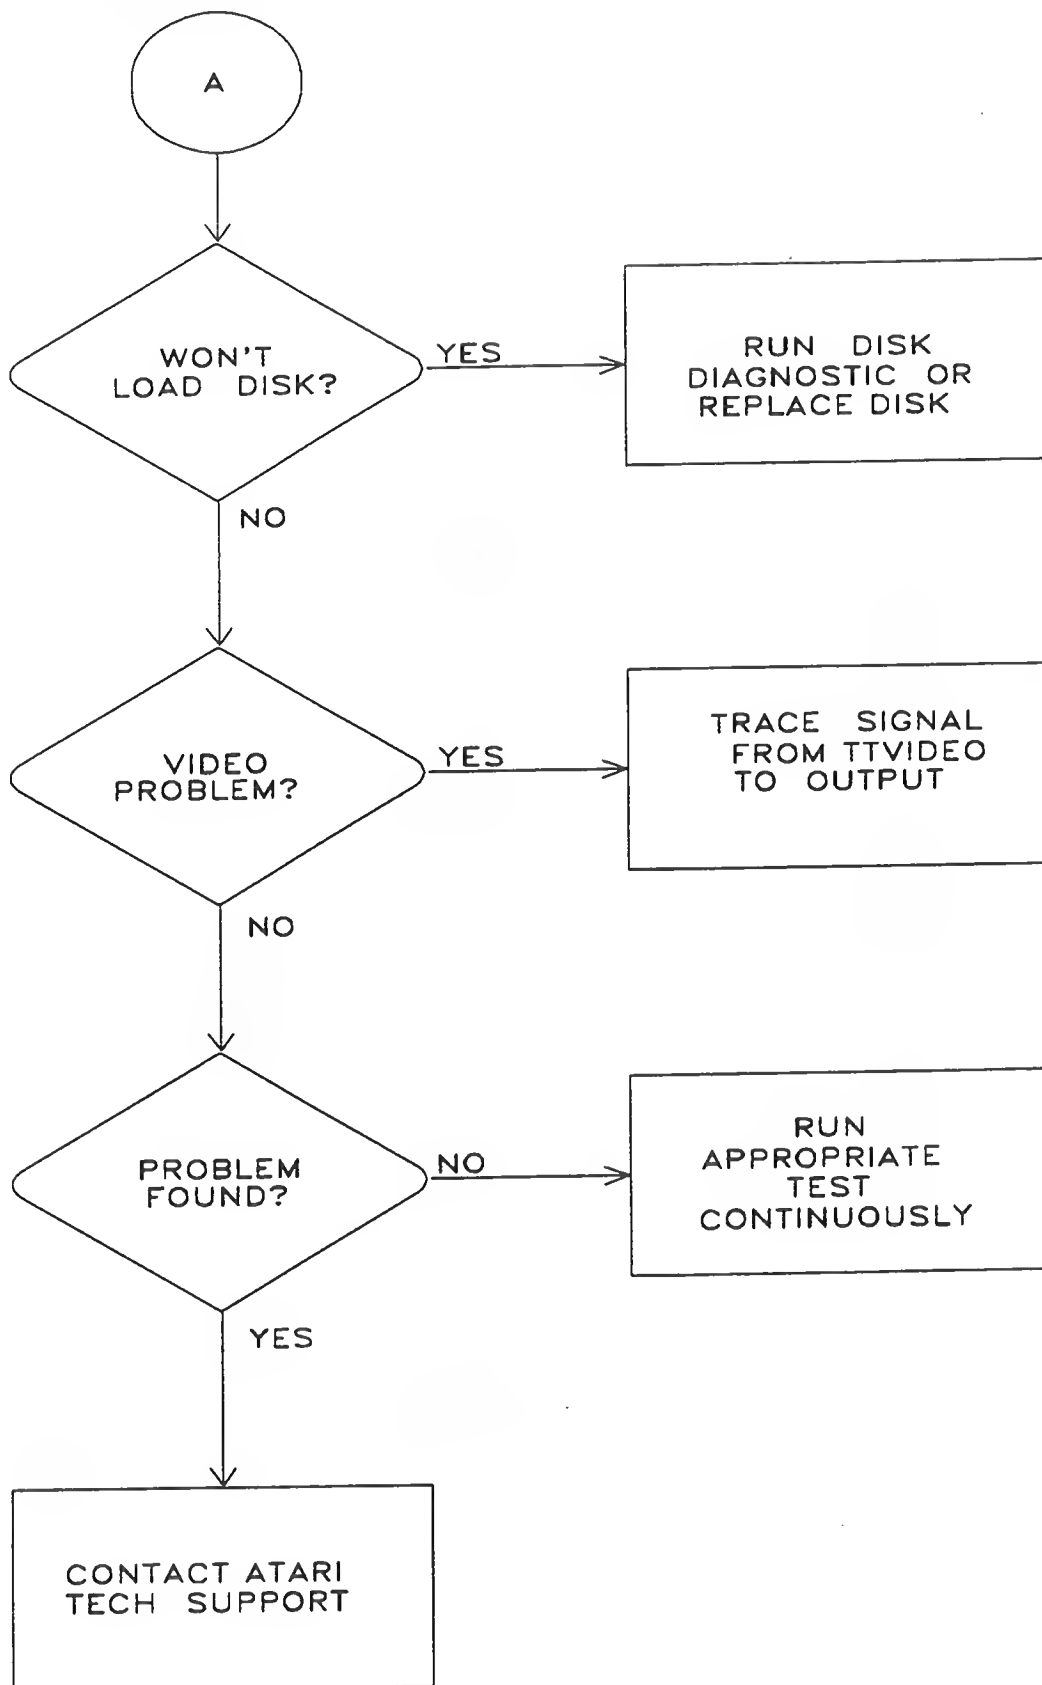 A
WON'T
LOAD DISK?
YES
RUN DISK
DIAGNOSTIC OR
REPLACE DISK
NO
VIDEO
PROBLEM?
YES
TRACE SIGNAL
FROM TTVIDEO
TO OUTPUT
NO
PROBLEM
FOUND?
NO
RUN
APPROPRIATE
TEST
CONTINUOUSLY
YES
CONTACT ATARI
TECH SUPPORT